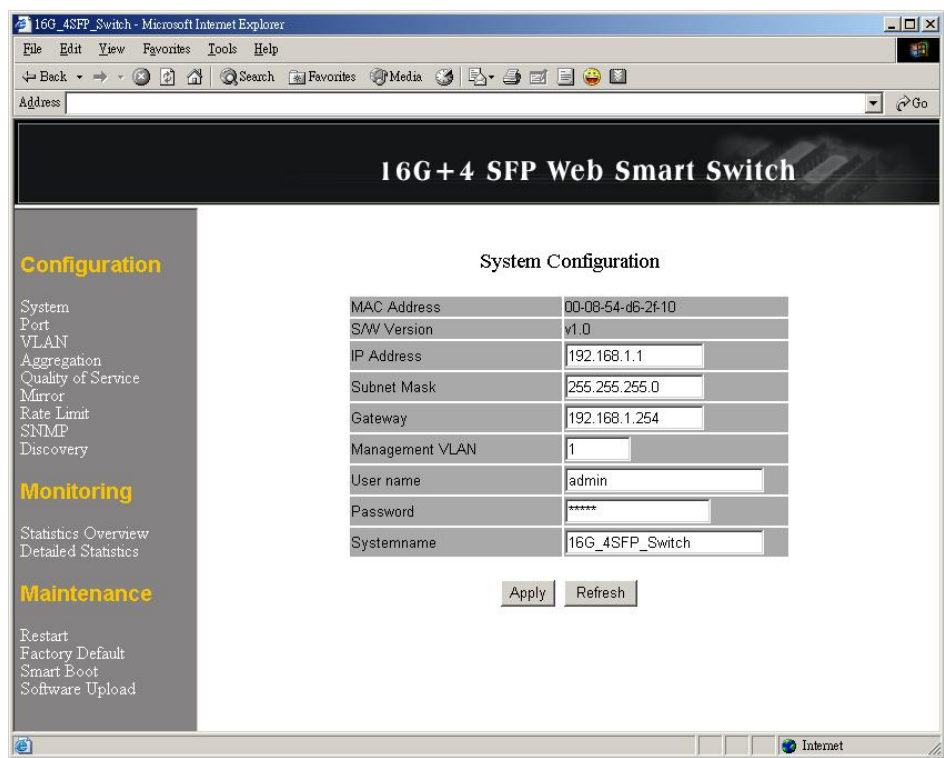 16G_4SFP_Switch - Microsoft Internet Explorer
File Edit View Favorites Tools Help
Back Search Favorites Media
Address Go
16G+4 SFP Web Smart Switch
Configuration
System
Port
VLAN
Aggregation
Quality of Service
Mirror
Rate Limit
SNMP
Discovery
Monitoring
Statistics Overview
Detailed Statistics
Maintenance
Restart
Factory Default
Smart Boot
Software Upload
System Configuration
MAC Address 00-08-54-d6-2f-10
S/W Version v1.0
IP Address 192.168.1.1
Subnet Mask 255.255.255.0
Gateway 192.168.1.254
Management VLAN 1
User name admin
Password *****
Systemname 16G_4SFP_Switch
Apply Refresh
Internet